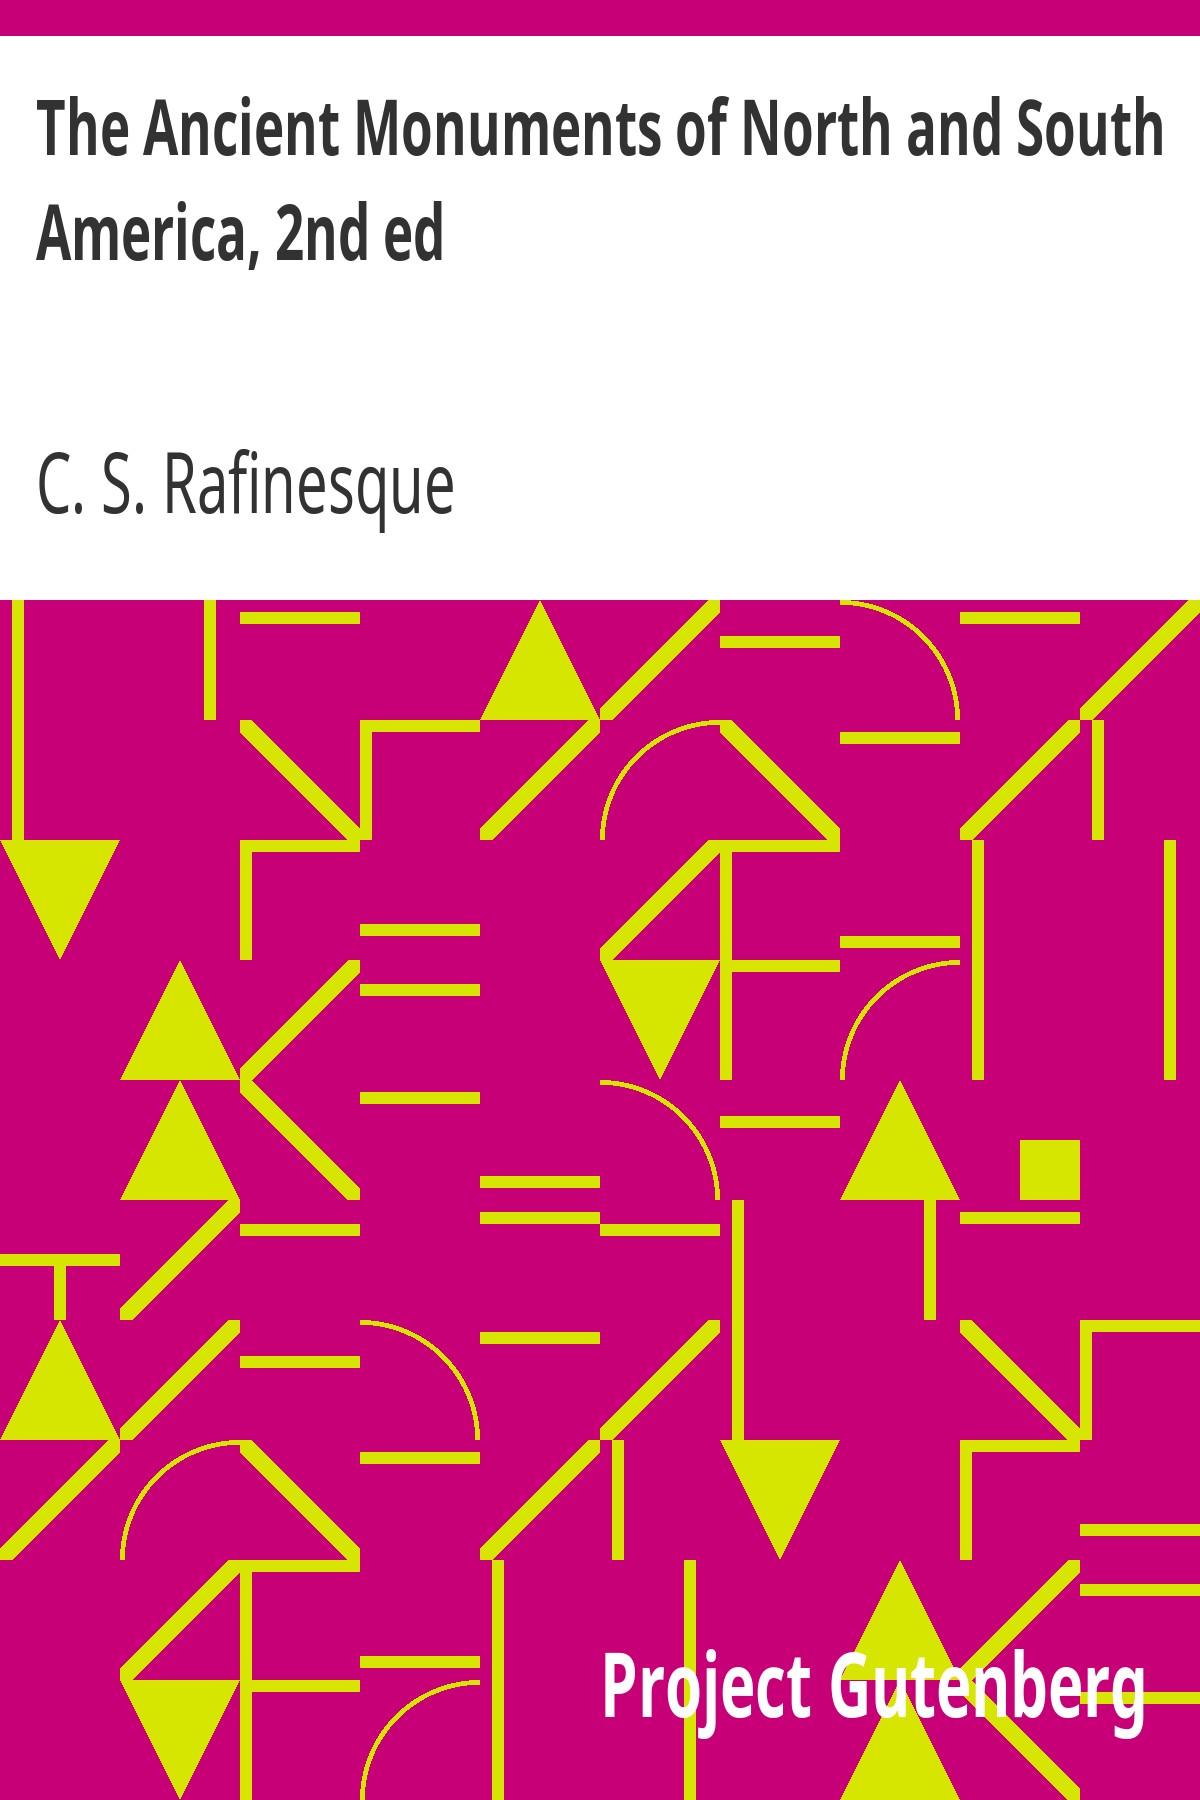 The Ancient Monuments of North and South
America, 2nd ed
C. S. Rafinesque
Project Gutenberg